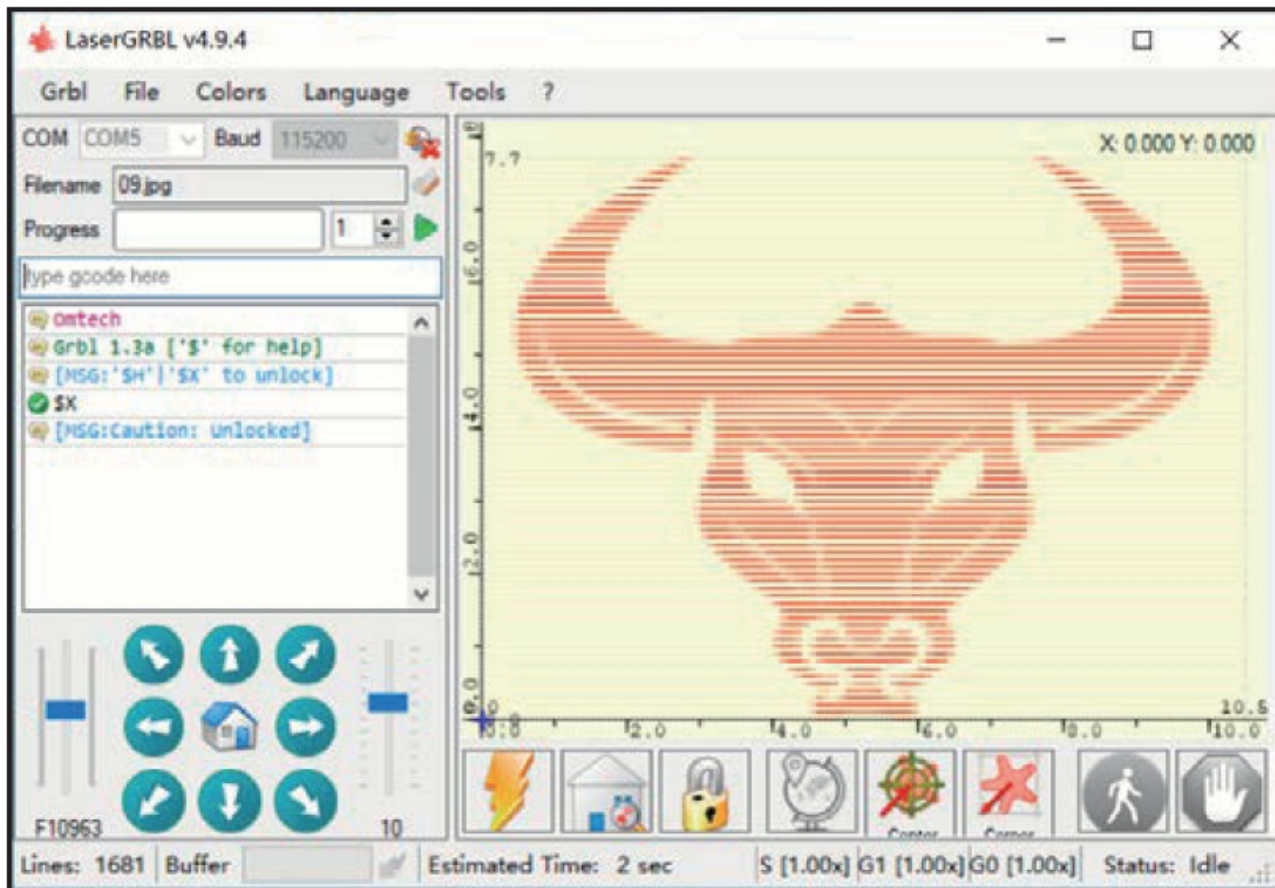 LaserGRBL v4.9.4
Grbl File Colors Language Tools ?
COM COM5 Baud 115200
Filename 09.jpg
Progress 1
type gcode here
Omtech
Grbl 1.3a ['$' for help]
[MSG:'$H'|'$X' to unlock]
$X
[MSG:Caution: Unlocked]
F10963 10
X: 0.000 Y: 0.000
7.7
6.0
4.0
2.0
0.0
10.5
0.0 2.0 4.0 6.0 8.0 10.0
Center Corner
Lines: 1681 Buffer Estimated Time: 2 sec S [1.00x] G1 [1.00x] G0 [1.00x] Status: Idle